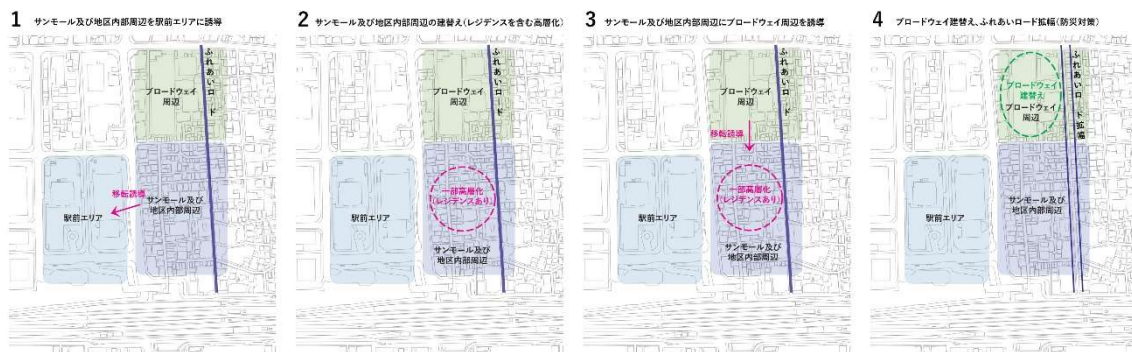 1 サンモール及び地区内部周辺を駅前エリアに誘導
ブロードウェイ
周辺
ふれあいロード
移転誘導
サンモール及び
地区内部周辺
駅前エリア
2 サンモール及び地区内部周辺の建替え(レジデンスを含む高層化)
ブロードウェイ
周辺
ふれあいロード
一部高層化
(レジデンスあり)
駅前エリア
サンモール及び
地区内部周辺
3 サンモール及び地区内部周辺にブロードウェイ周辺を誘導
ブロードウェイ
周辺
ふれあいロード
移転誘導
一部高層化
(レジデンスあり)
駅前エリア
サンモール及び
地区内部周辺
4 ブロードウェイ建替え、ふれあいロード拡幅(防災対策)
ブロードウェイ
建替え
ブロードウェイ
周辺
ふれあいロード拡幅
サンモール及び
地区内部周辺
駅前エリア